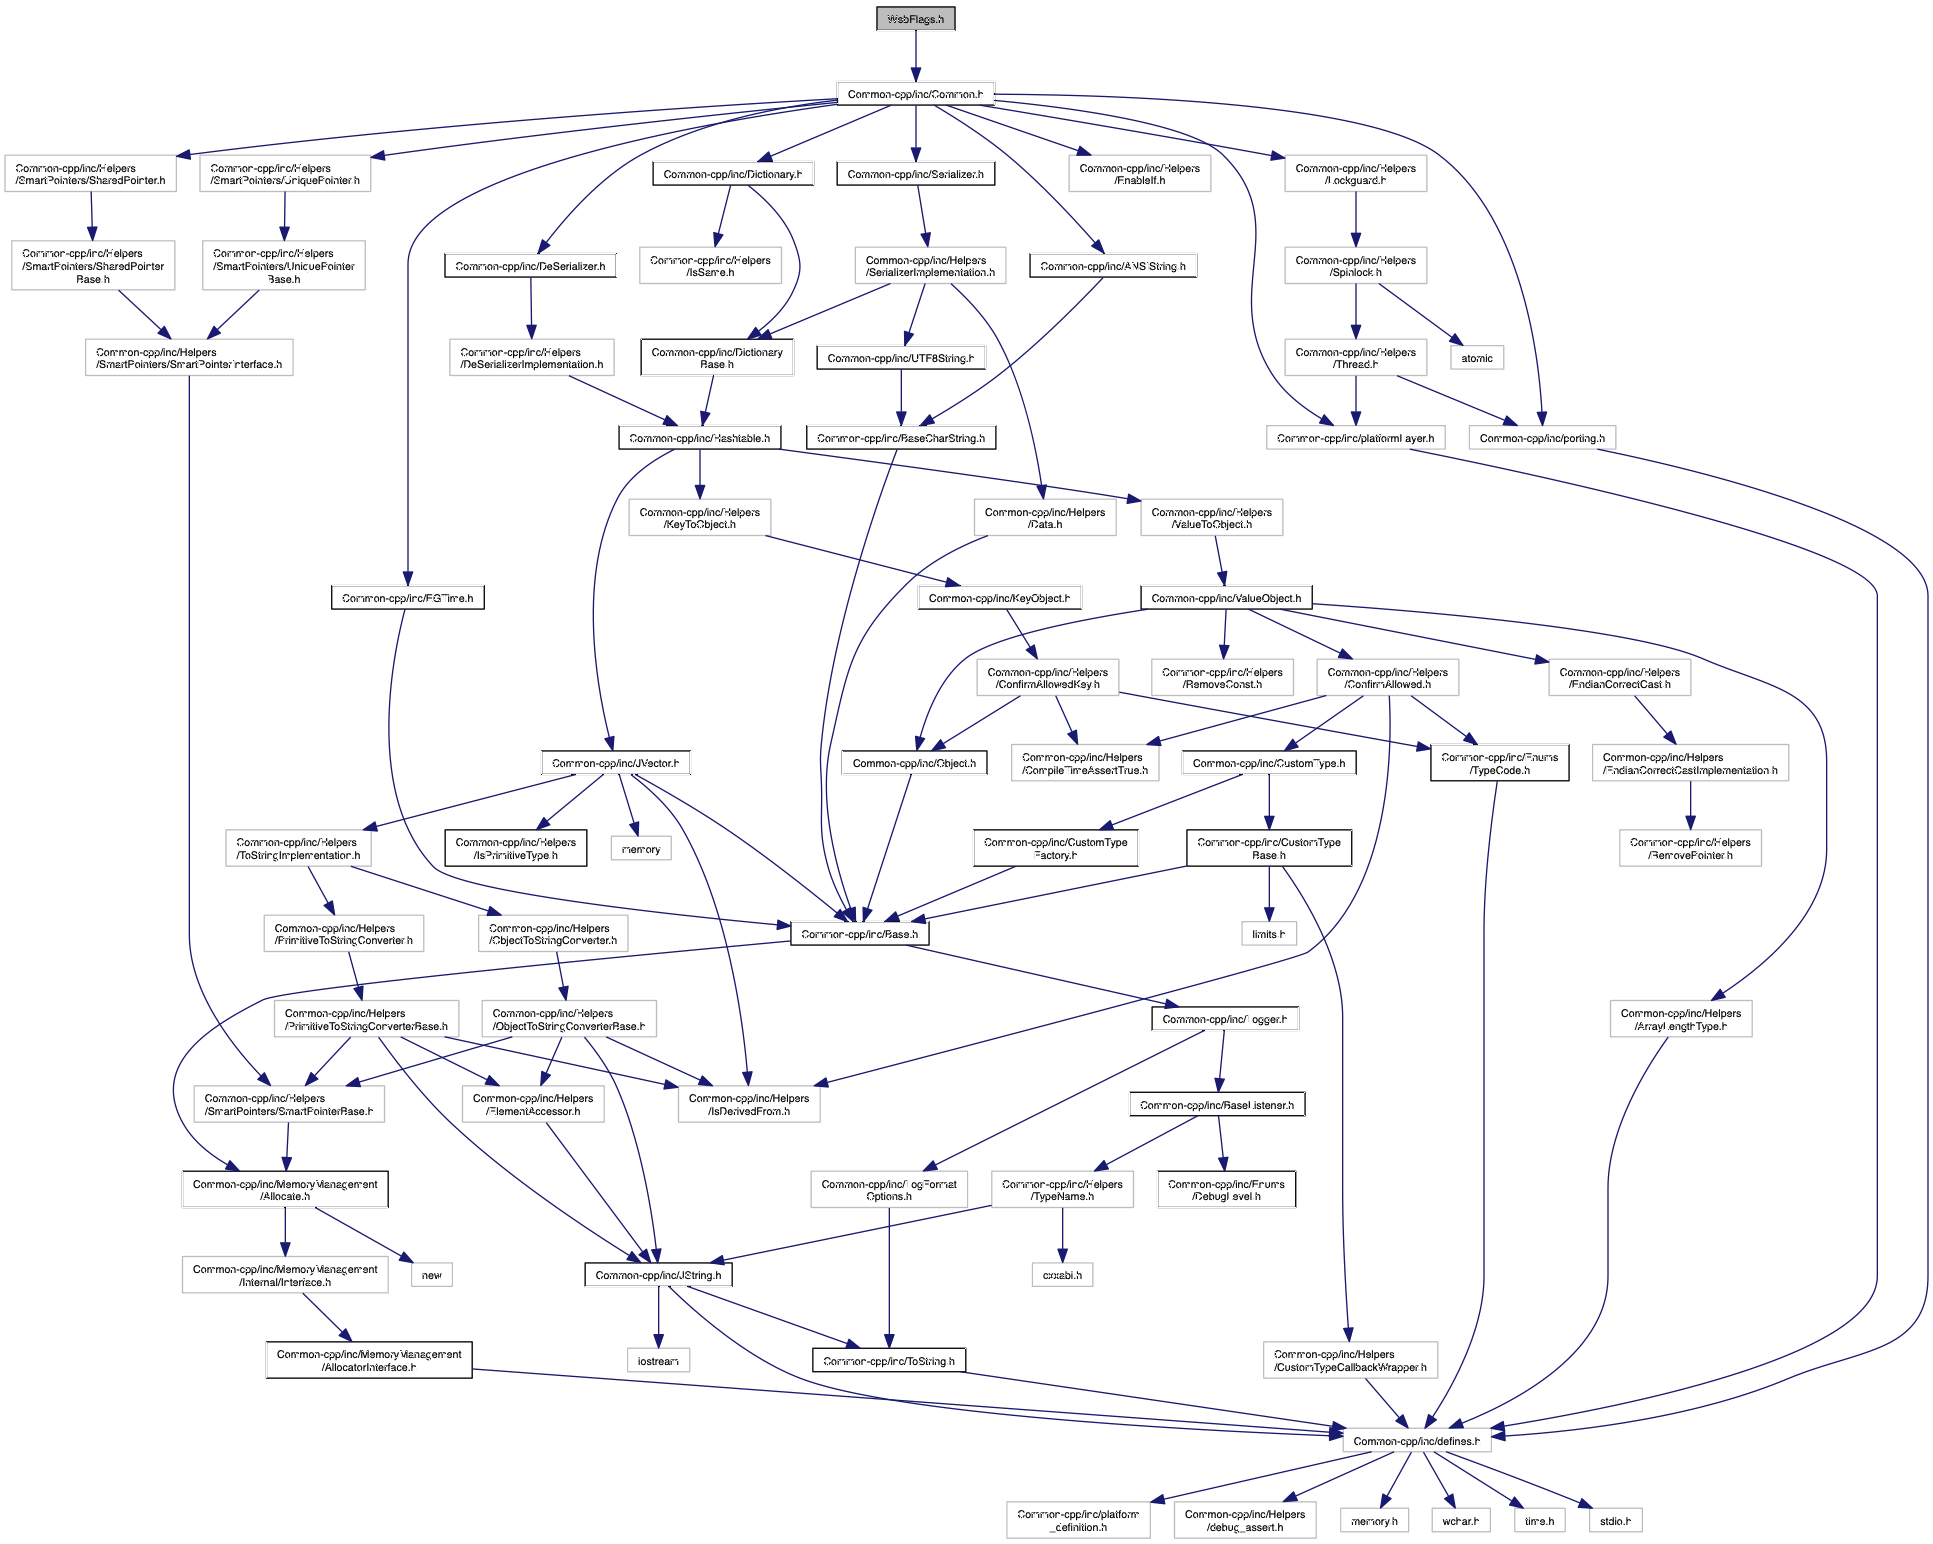 WebFlags.h
Common-cpp/inc/Common.h
Common-cpp/inc/Helpers
/SmartPointers/SharedPointer.h
Common-cpp/inc/Helpers
/SmartPointers/UniquePointer.h
Common-cpp/inc/Dictionary.h
Common-cpp/inc/Serializer.h
Common-cpp/inc/Helpers
/EnableIf.h
Common-cpp/inc/Helpers
/Lockguard.h
Common-cpp/inc/Helpers
/SmartPointers/SharedPointer
Base.h
Common-cpp/inc/Helpers
/SmartPointers/UniquePointer
Base.h
Common-cpp/inc/DeSerializer.h
Common-cpp/inc/Helpers
/IsSame.h
Common-cpp/inc/Helpers
/SerializerImplementation.h
Common-cpp/inc/ANSIString.h
Common-cpp/inc/Helpers
/Spinlock.h
Common-cpp/inc/Helpers
/SmartPointers/SmartPointerInterface.h
Common-cpp/inc/Helpers
/DeSerializerImplementation.h
Common-cpp/inc/Dictionary
Base.h
Common-cpp/inc/UTF8String.h
Common-cpp/inc/Helpers
/Thread.h
atomic
Common-cpp/inc/Hashtable.h
Common-cpp/inc/BaseCharString.h
Common-cpp/inc/platformLayer.h
Common-cpp/inc/porting.h
Common-cpp/inc/Helpers
/KeyToObject.h
Common-cpp/inc/Helpers
/Data.h
Common-cpp/inc/Helpers
/ValueToObject.h
Common-cpp/inc/EGTime.h
Common-cpp/inc/KeyObject.h
Common-cpp/inc/ValueObject.h
Common-cpp/inc/Helpers
/ConfirmAllowedKey.h
Common-cpp/inc/Helpers
/RemoveConst.h
Common-cpp/inc/Helpers
/ConfirmAllowed.h
Common-cpp/inc/Helpers
/EndianCorrectCast.h
Common-cpp/inc/JVector.h
Common-cpp/inc/Object.h
Common-cpp/inc/Helpers
/CompileTimeAssertTrue.h
Common-cpp/inc/CustomType.h
Common-cpp/inc/Enums
/TypeCode.h
Common-cpp/inc/Helpers
/EndianCorrectCastImplementation.h
Common-cpp/inc/Helpers
/ToStringImplementation.h
Common-cpp/inc/Helpers
/IsPrimitiveType.h
memory
Common-cpp/inc/CustomType
Factory.h
Common-cpp/inc/CustomType
Base.h
Common-cpp/inc/Helpers
/RemovePointer.h
Common-cpp/inc/Helpers
/PrimitiveToStringConverter.h
Common-cpp/inc/Helpers
/ObjectToStringConverter.h
Common-cpp/inc/Base.h
limits.h
Common-cpp/inc/Helpers
/PrimitiveToStringConverterBase.h
Common-cpp/inc/Helpers
/ObjectToStringConverterBase.h
Common-cpp/inc/Logger.h
Common-cpp/inc/Helpers
/ArrayLengthType.h
Common-cpp/inc/Helpers
/SmartPointers/SmartPointerBase.h
Common-cpp/inc/Helpers
/ElementAccessor.h
Common-cpp/inc/Helpers
/IsDerivedFrom.h
Common-cpp/inc/BaseListener.h
Common-cpp/inc/MemoryManagement
/Allocate.h
Common-cpp/inc/LogFormat
Options.h
Common-cpp/inc/Helpers
/TypeName.h
Common-cpp/inc/Enums
/DebugLevel.h
Common-cpp/inc/MemoryManagement
/Internal/Interface.h
new
Common-cpp/inc/JString.h
cxxabi.h
Common-cpp/inc/MemoryManagement
/AllocatorInterface.h
iostream
Common-cpp/inc/ToString.h
Common-cpp/inc/Helpers
/CustomTypeCallbackWrapper.h
Common-cpp/inc/defines.h
Common-cpp/inc/platform
_definition.h
Common-cpp/inc/Helpers
/debug_assert.h
memory.h
wchar.h
time.h
stdio.h